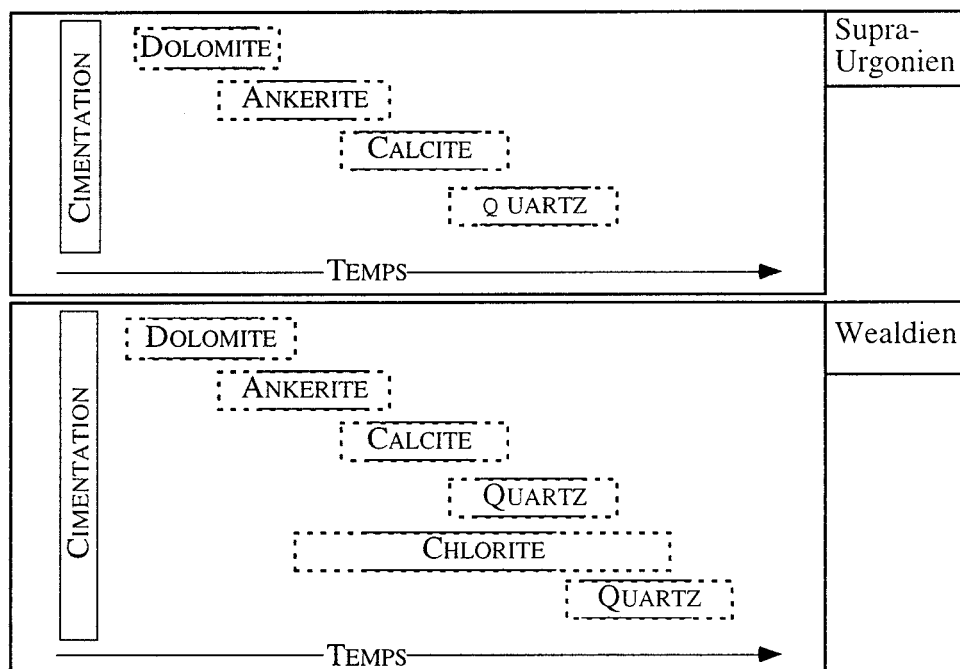 Supra-
Urgonien
CIMENTATION
DOLOMITE
ANKERITE
CALCITE
Q UARTZ
TEMPS
Wealdien
CIMENTATION
DOLOMITE
ANKERITE
CALCITE
QUARTZ
CHLORITE
QUARTZ
TEMPS